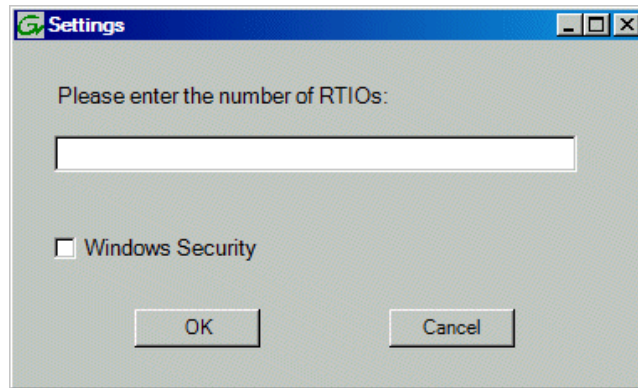 Settings
Please enter the number of RTIOs:
Windows Security
OK Cancel